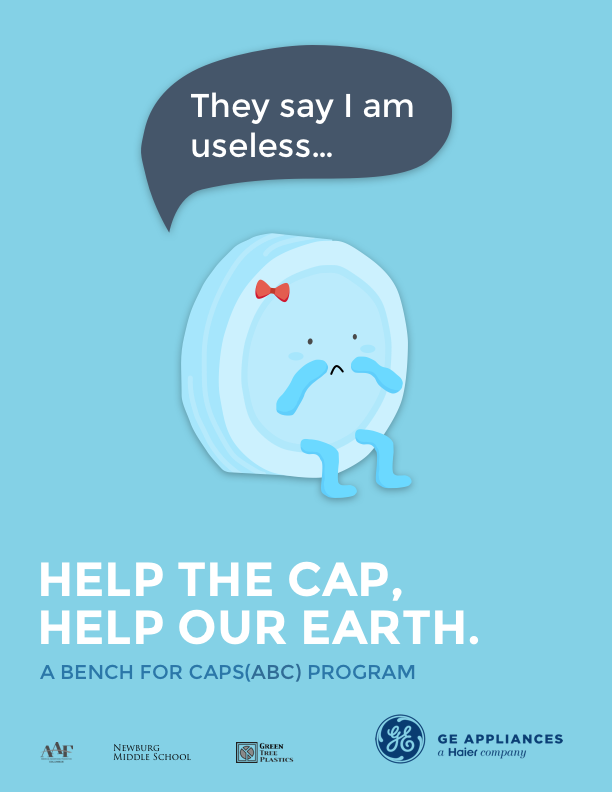 They say I am
useless...
HELP THE CAP,
HELP OUR EARTH.
A BENCH FOR CAPS(ABC) PROGRAM
AAF
NEWBURG
MIDDLE SCHOOL
GREEN
TREE
PLASTICS
GE
GE APPLIANCES
a Haier company